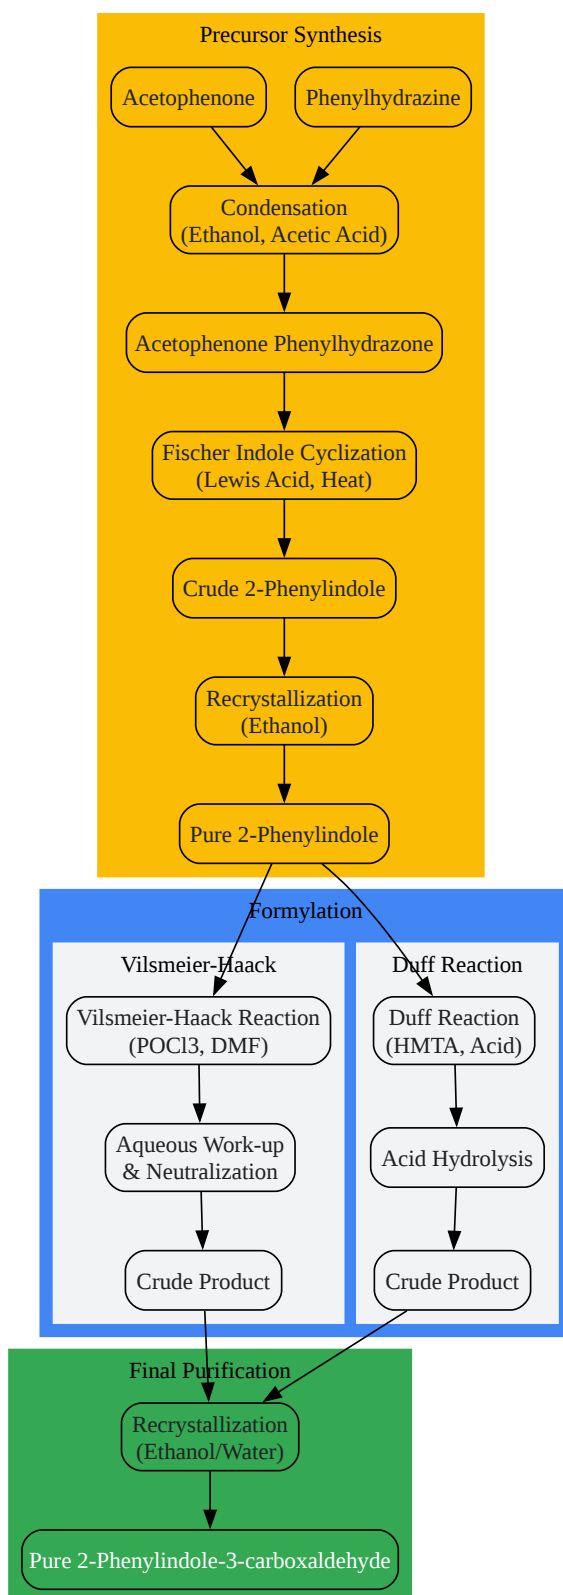 Precursor Synthesis
Acetophenone
Phenylhydrazine
Condensation
(Ethanol, Acetic Acid)
Acetophenone Phenylhydrazone
Fischer Indole Cyclization
(Lewis Acid, Heat)
Crude 2-Phenylindole
Recrystallization
(Ethanol)
Pure 2-Phenylindole
Formylation
Vilsmeier-Haack
Vilsmeier-Haack Reaction
(POCl3, DMF)
Aqueous Work-up
& Neutralization
Crude Product
Duff Reaction
Duff Reaction
(HMTA, Acid)
Acid Hydrolysis
Crude Product
Final Purification
Recrystallization
(Ethanol/Water)
Pure 2-Phenylindole-3-carboxaldehyde